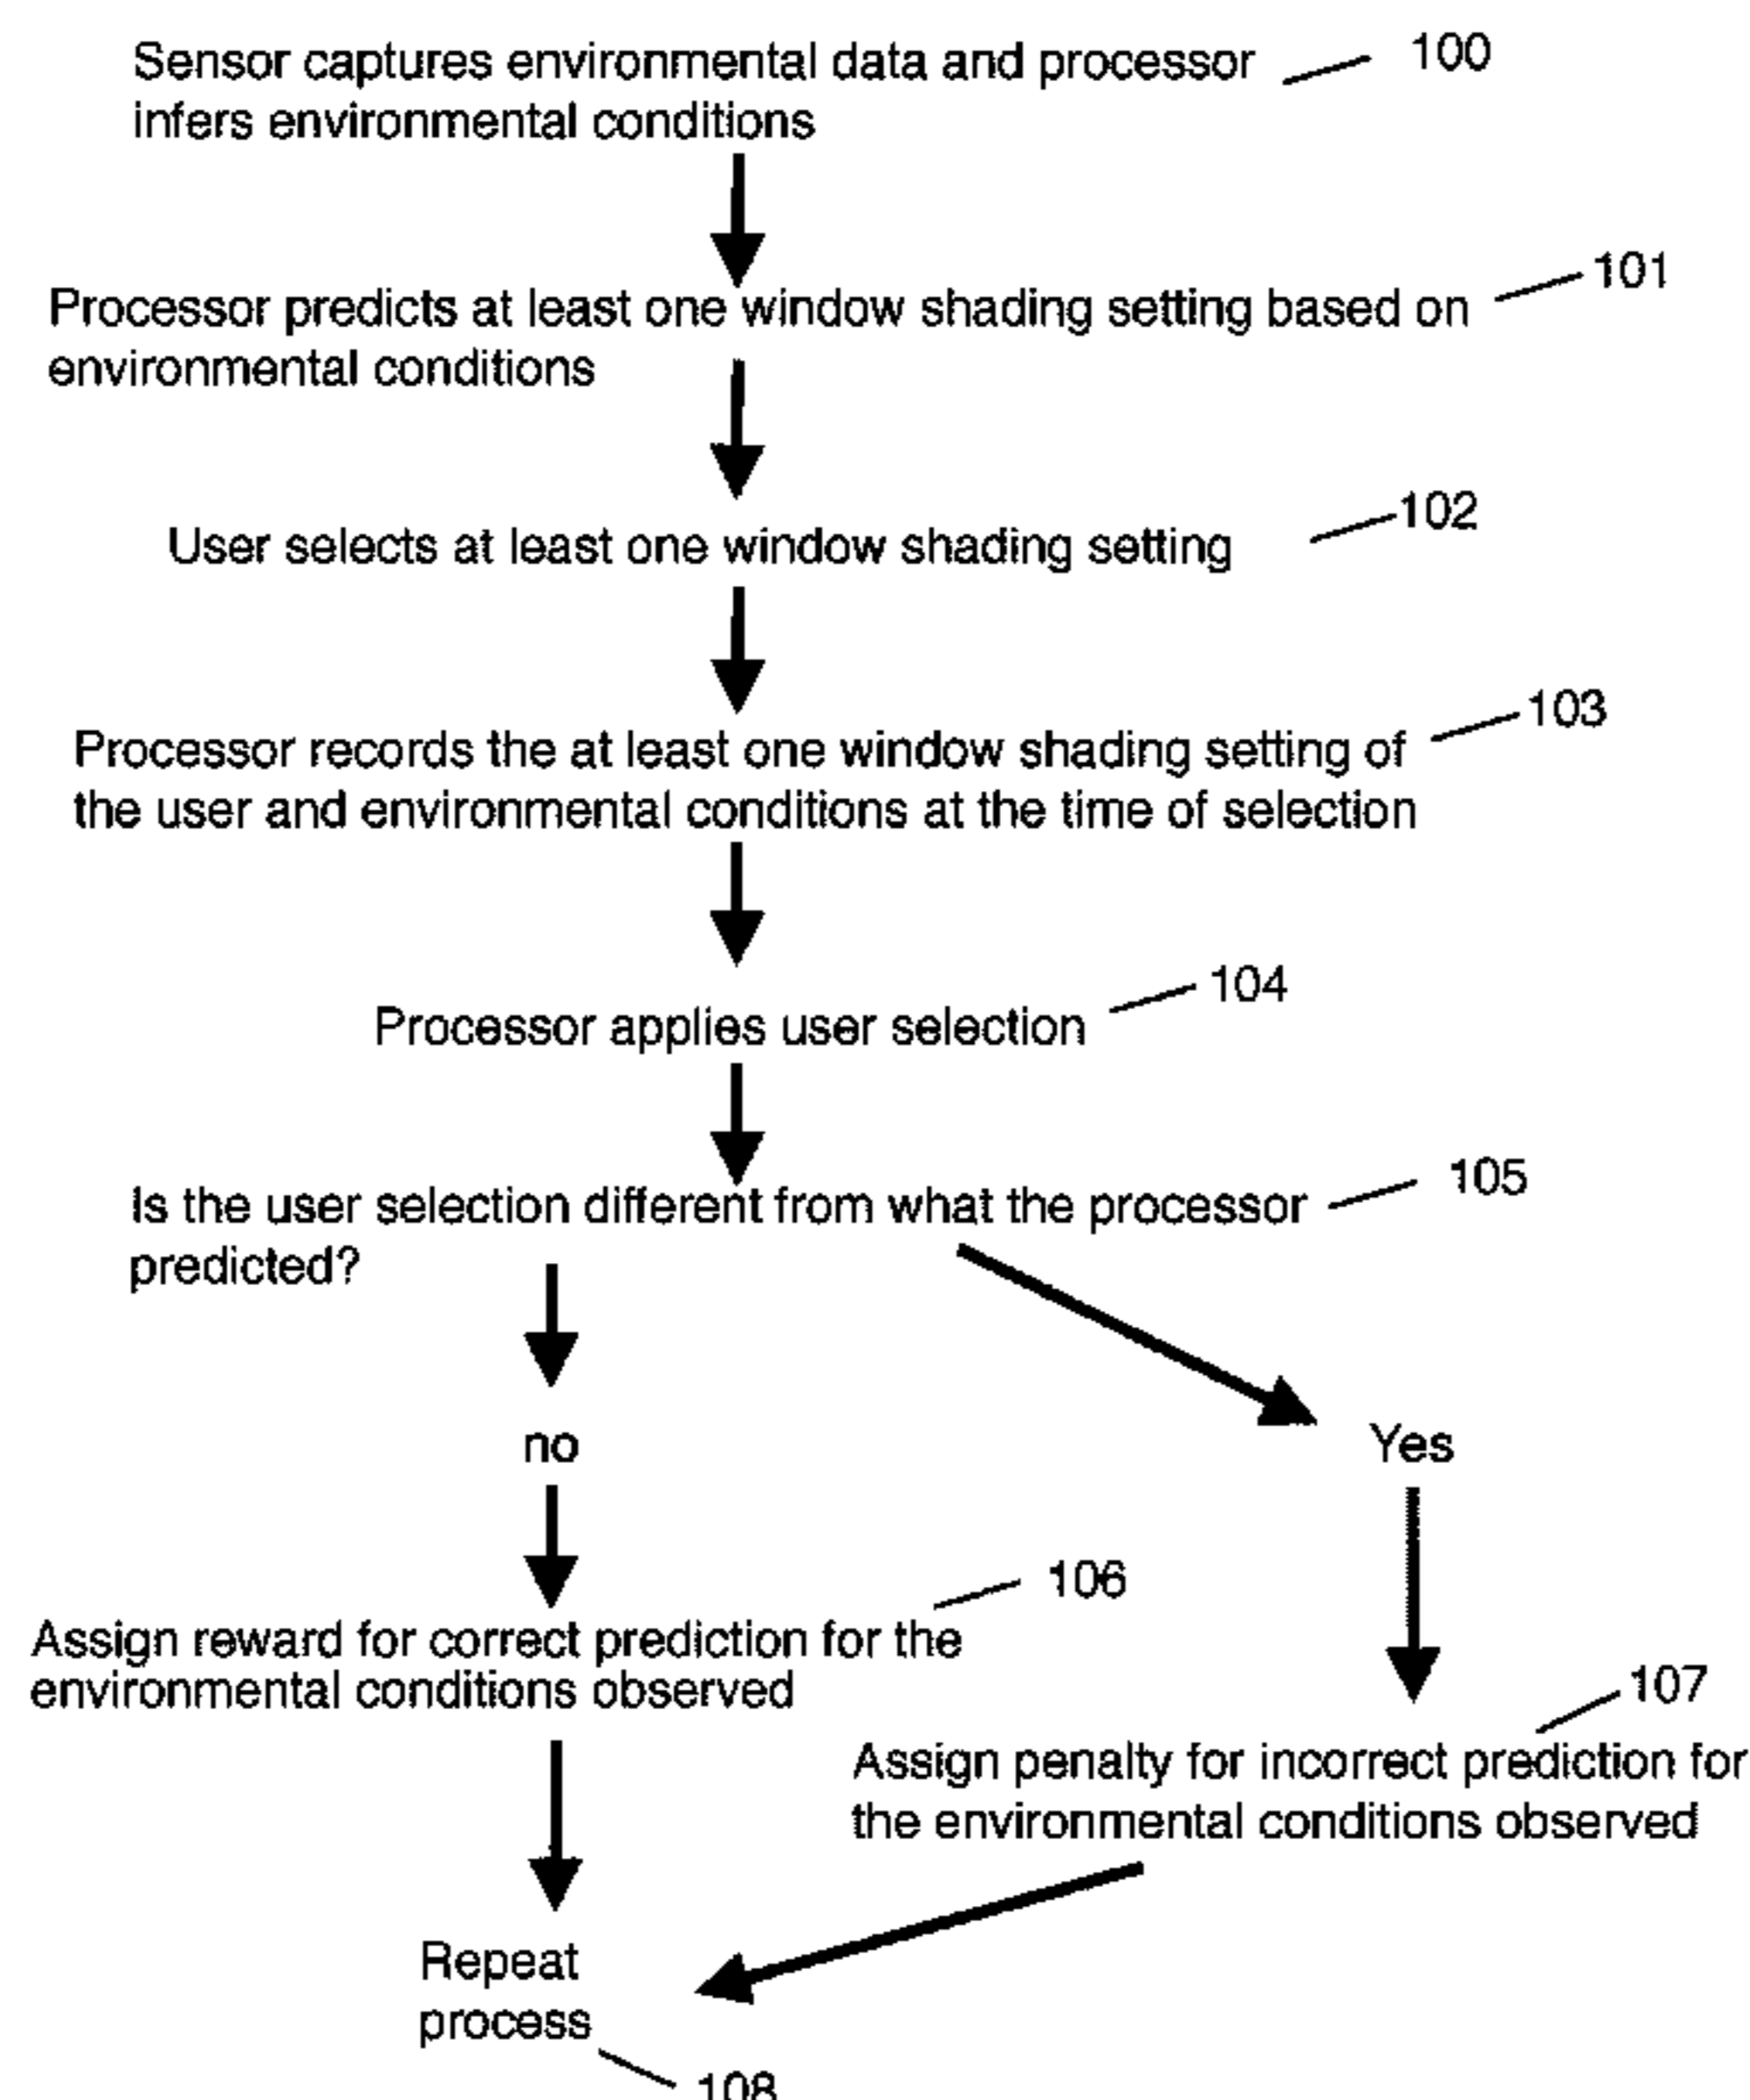 Sensor captures environmental data and processor
infers environmental conditions
100
101
Processor predicts at least one window shading setting based on
environmental conditions
102
User selects at least one window shading setting
103
Processor records the at least one window shading setting of
the user and environmental conditions at the time of selection
104
Processor applies user selection
105
Is the user selection different from what the processor
predicted?
no
Yes
106
Assign reward for correct prediction for the
environmental conditions observed
107
Assign penalty for incorrect prediction for
the environmental conditions observed
Repeat
process
108